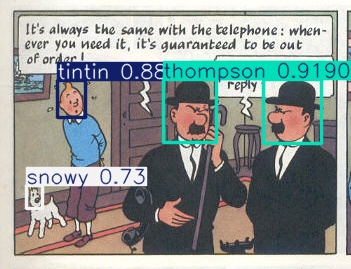 It's always the same with the telephone: when-
ever you need it, it's guaranteed to be out
of order!
tintin 0.88
thompson 0.9190
reply
snowy 0.73